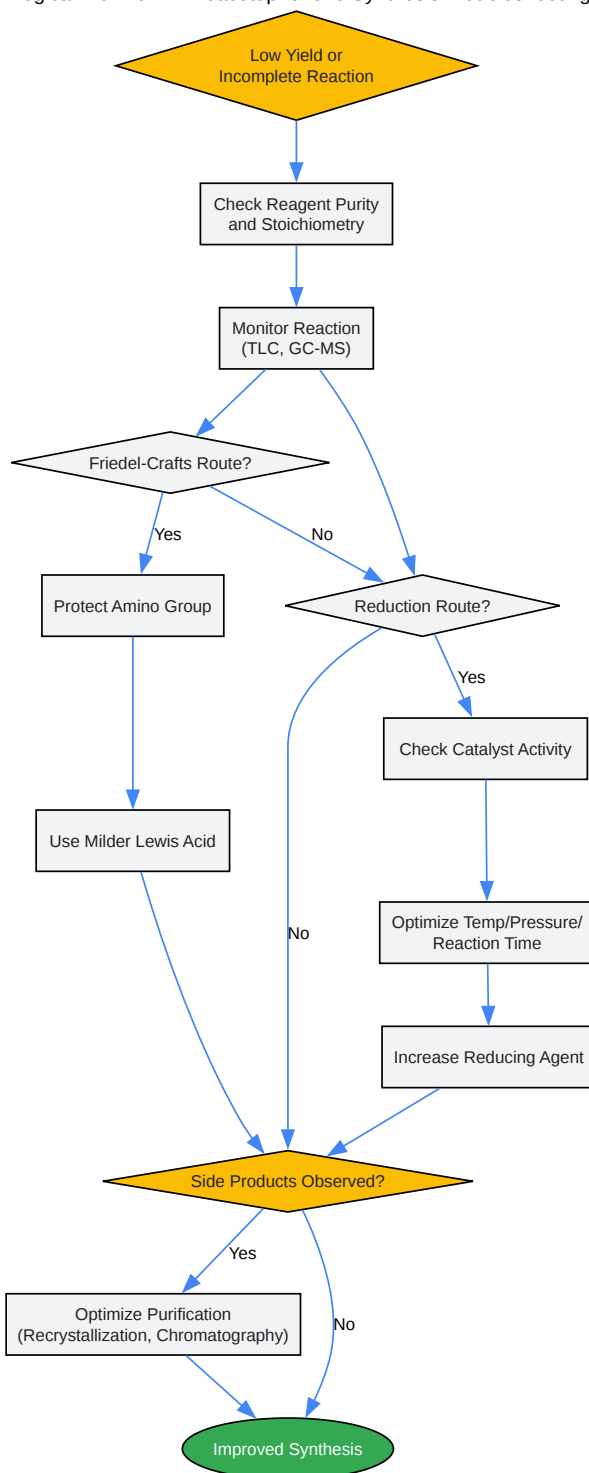 Low Yield or
Incomplete Reaction
Check Reagent Purity
and Stoichiometry
Monitor Reaction
(TLC, GC-MS)
Friedel-Crafts Route?
Yes
No
Protect Amino Group
Reduction Route?
Yes
Check Catalyst Activity
Use Milder Lewis Acid
No
Optimize Temp/Pressure/
Reaction Time
Increase Reducing Agent
Side Products Observed?
Yes
No
Optimize Purification
(Recrystallization, Chromatography)
Improved Synthesis